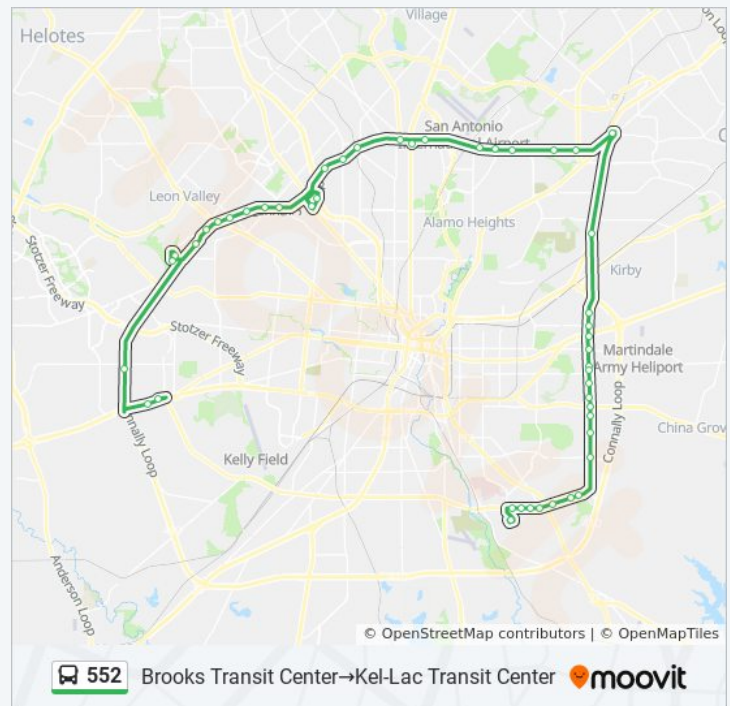 Helotes
Village
San Antonio
International Airport
Leon Valley
Alamo Heights
Stotzer Freeway
Kirby
Stotzer Freeway
Martindale
Army Heliport
Connally Loop
Connally Loop
China Grov
Kelly Field
Anderson Loop
© OpenStreetMap contributors | © OpenMapTiles
552 Brooks Transit Center→Kel-Lac Transit Center moovit